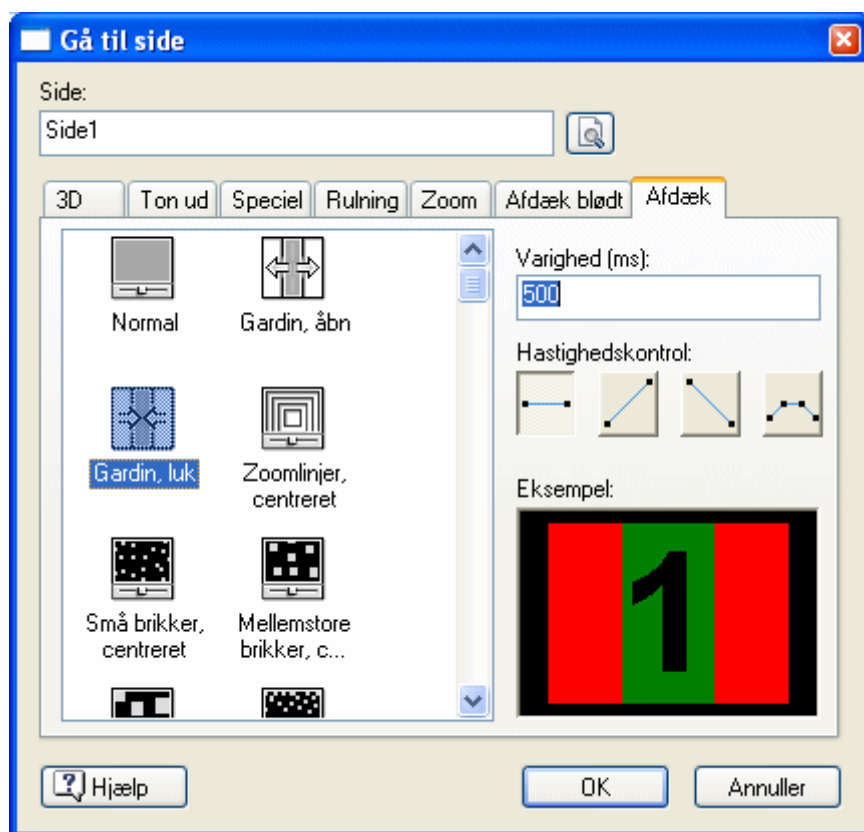 Gå til side
Side:
Side1
3D
Ton ud
Speciel
Rulning
Zoom
Afdæk blødt
Afdæk
Normal
Gardin, åbn
Gardin, luk
Zoomlinjer,
centreret
Små brikker,
centreret
Mellemstore
brikker, c...
Varighed (ms):
500
Hastighedskontrol:
Eksempel:
1
Hjælp
OK
Annuller